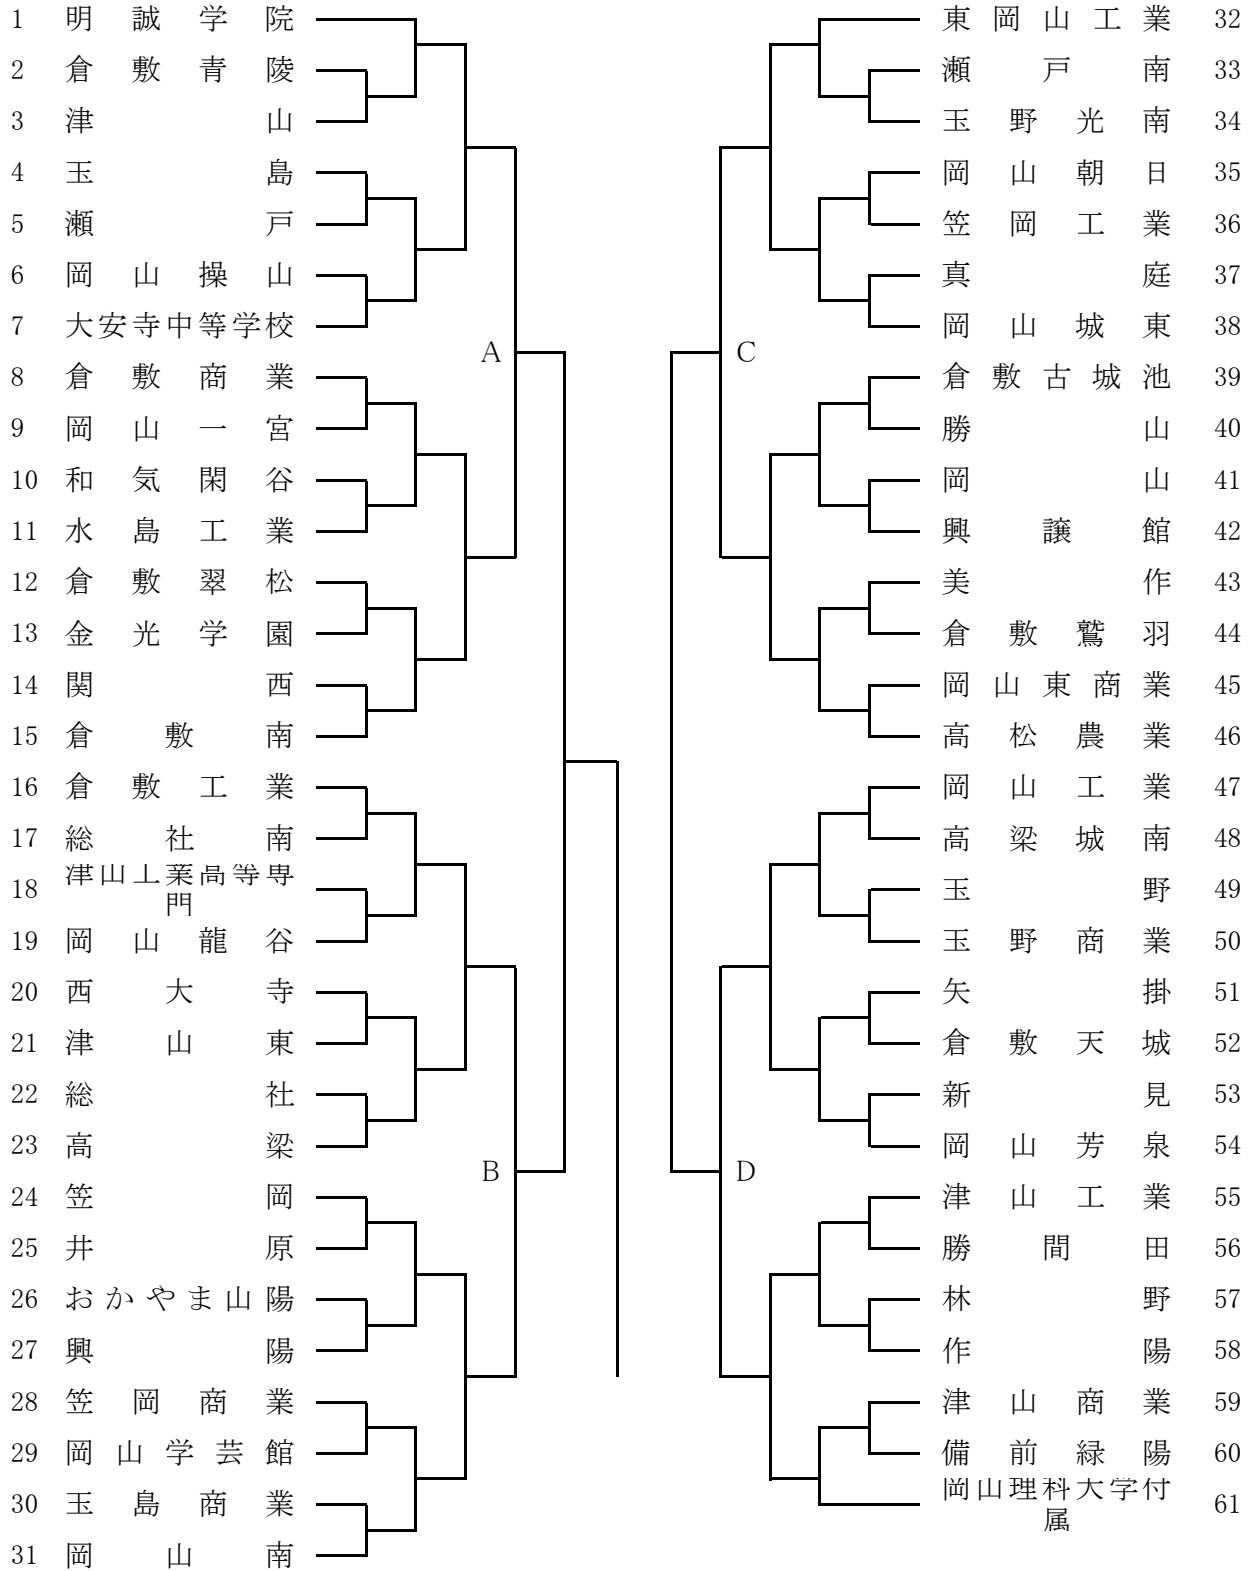 1 明誠学院
2 倉敷青陵
3 津山
4 玉島
5 瀬戸
6 岡山操山
7 大安寺中等学校
A
8 倉敷商業
9 岡山一宮
10 和気閑谷
11 水島工業
12 倉敷翠松
13 金光学園
14 関西
15 倉敷南
16 倉敷工業
17 総社南
18 津山工業高等専
門
19 岡山龍谷
20 西大寺
21 津山東
22 総社
23 高梁
B
24 笠岡
25 井原
26 おかやま山陽
27 興陽
28 笠岡商業
29 岡山学芸館
30 玉島商業
31 岡山南
東岡山工業 32
瀬戸南 33
玉野光南 34
岡山朝日 35
笠岡工業 36
真庭 37
岡山城東 38
C
倉敷古城池 39
勝山 40
岡山 41
興譲館 42
美作 43
倉敷鷲羽 44
岡山東商業 45
高松農業 46
岡山工業 47
高梁城南 48
玉野 49
玉野商業 50
矢掛 51
倉敷天城 52
新見 53
岡山芳泉 54
D
津山工業 55
勝間田 56
林野 57
作陽 58
津山商業 59
備前緑陽 60
岡山理科大学付
属 61